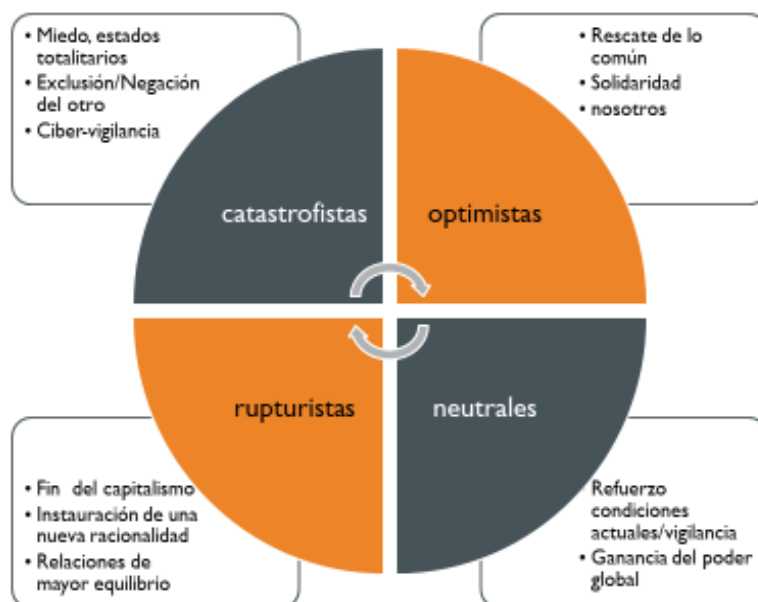 • Miedo, estados
totalitarios
• Exclusión/Negación
del otro
• Ciber-vigilancia
• Rescate de lo
común
• Solidaridad
• nosotros
catastrofistas
optimistas
rupturistas
neutrales
• Fin del capitalismo
• Instauración de una
nueva racionalidad
• Relaciones de
mayor equilibrio
• Refuerzo
condiciones
actuales/vigilancia
• Ganancia del poder
global